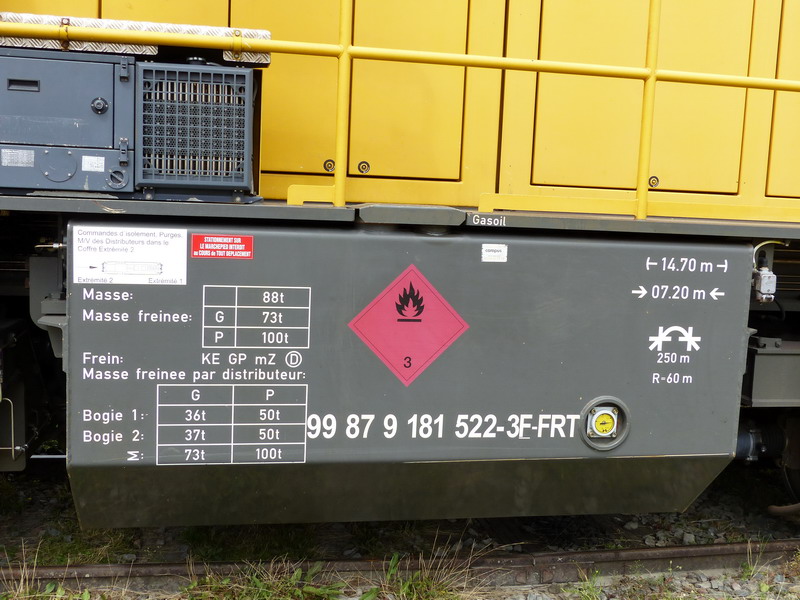 Gasoil
Commandes d'isolement, Purges
M/V des Distributeurs dans le
Coffre Extrémité 2
Extrémité 2 Extrémité 1
STATIONNEMENT SUR
LE MARCHEPIED INTERDIT
au COURS de TOUT DEPLACEMENT
Masse: 88t
Masse freinee: G 73t
P 100t
Frein: KE GP mZ D
Masse freinee par distributeur:
G P
Bogie 1: 36t 50t
Bogie 2: 37t 50t
Σ: 73t 100t
3
99 87 9 181 522-3 F-FRT
14.70 m
07.20 m
250 m
R-60 m